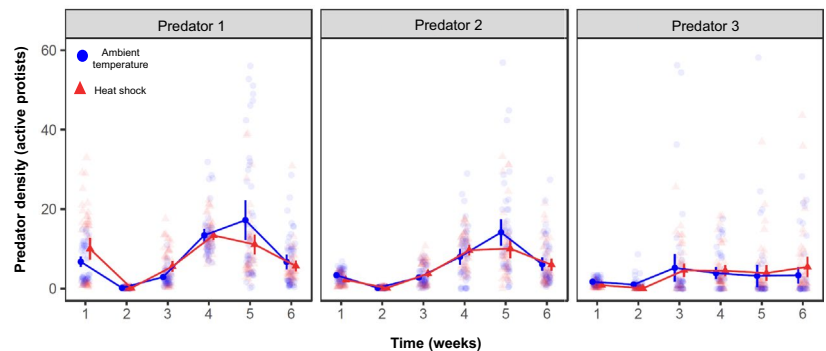 Predator 1
Predator 2
Predator 3
Predator density (active protists)
60
40
20
0
Ambient
temperature
Heat shock
1 2 3 4 5 6
1 2 3 4 5 6
1 2 3 4 5 6
Time (weeks)